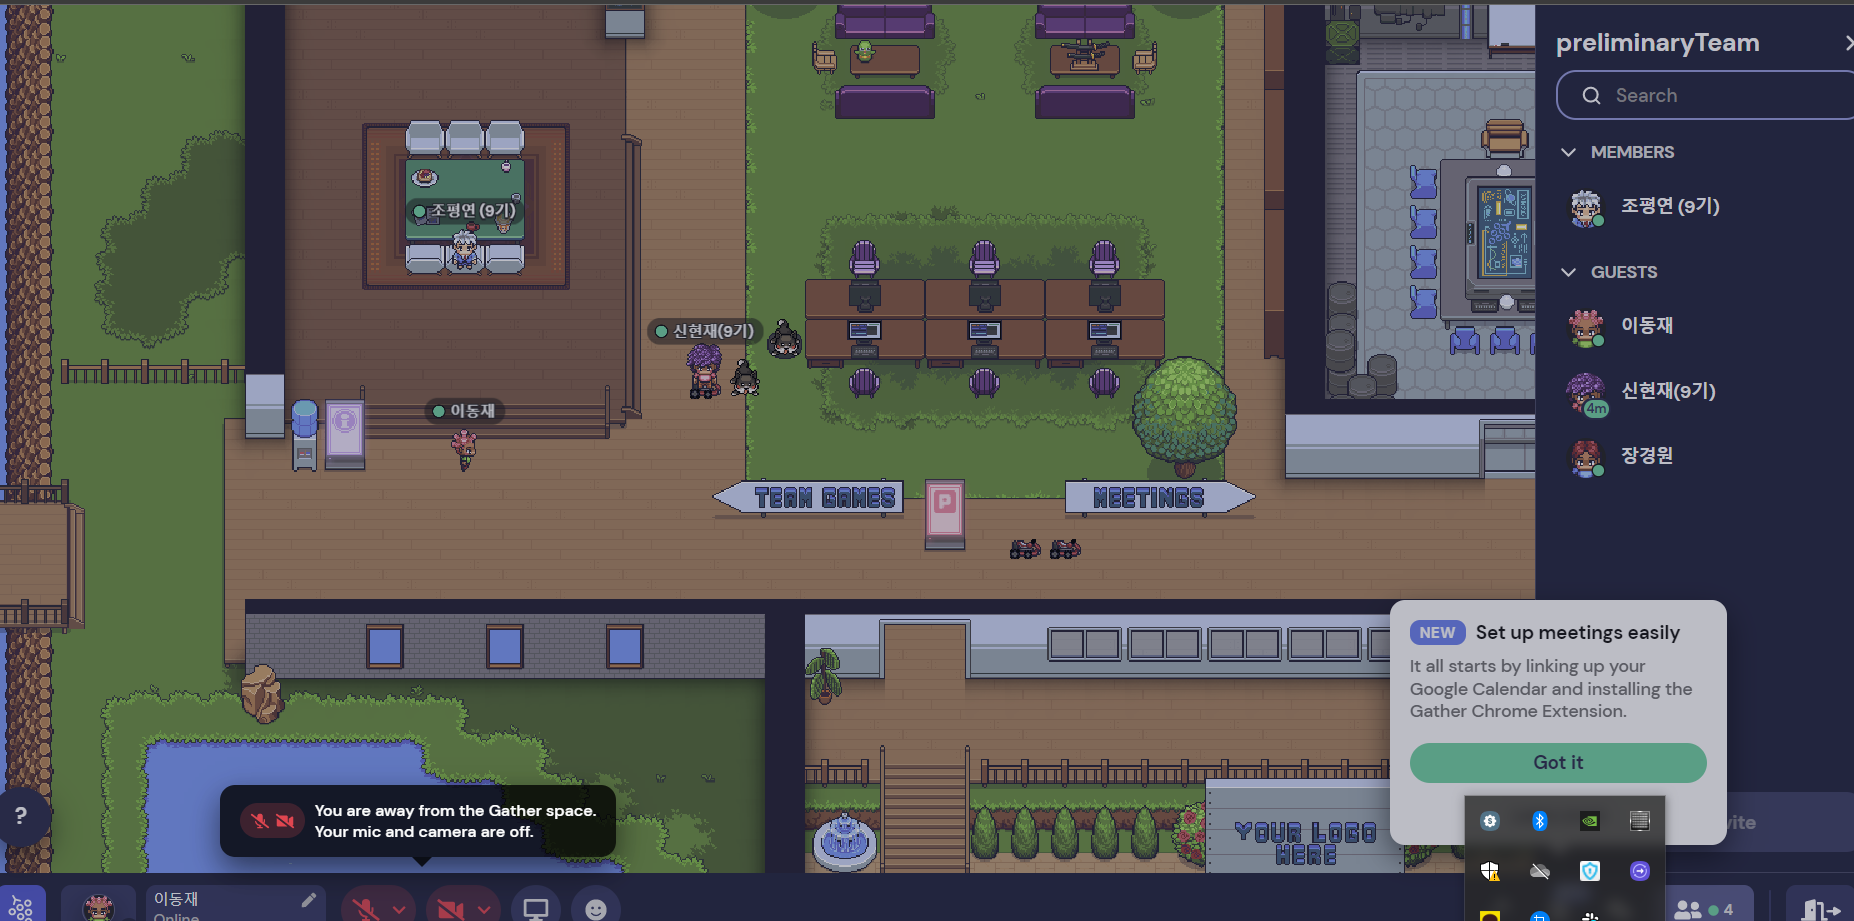 preliminaryTeam
Search
MEMBERS
조평연 (9기)
GUESTS
이동재
신현재(9기)
4m
장경원
조평연 (9기)
신현재(9기)
이동재
TEAM GAMES
P
MEETINGS
NEW Set up meetings easily
It all starts by linking up your
Google Calendar and installing the
Gather Chrome Extension.
Got it
YOUR LOGO
HERE
?
You are away from the Gather space.
Your mic and camera are off.
이동재
Online
4